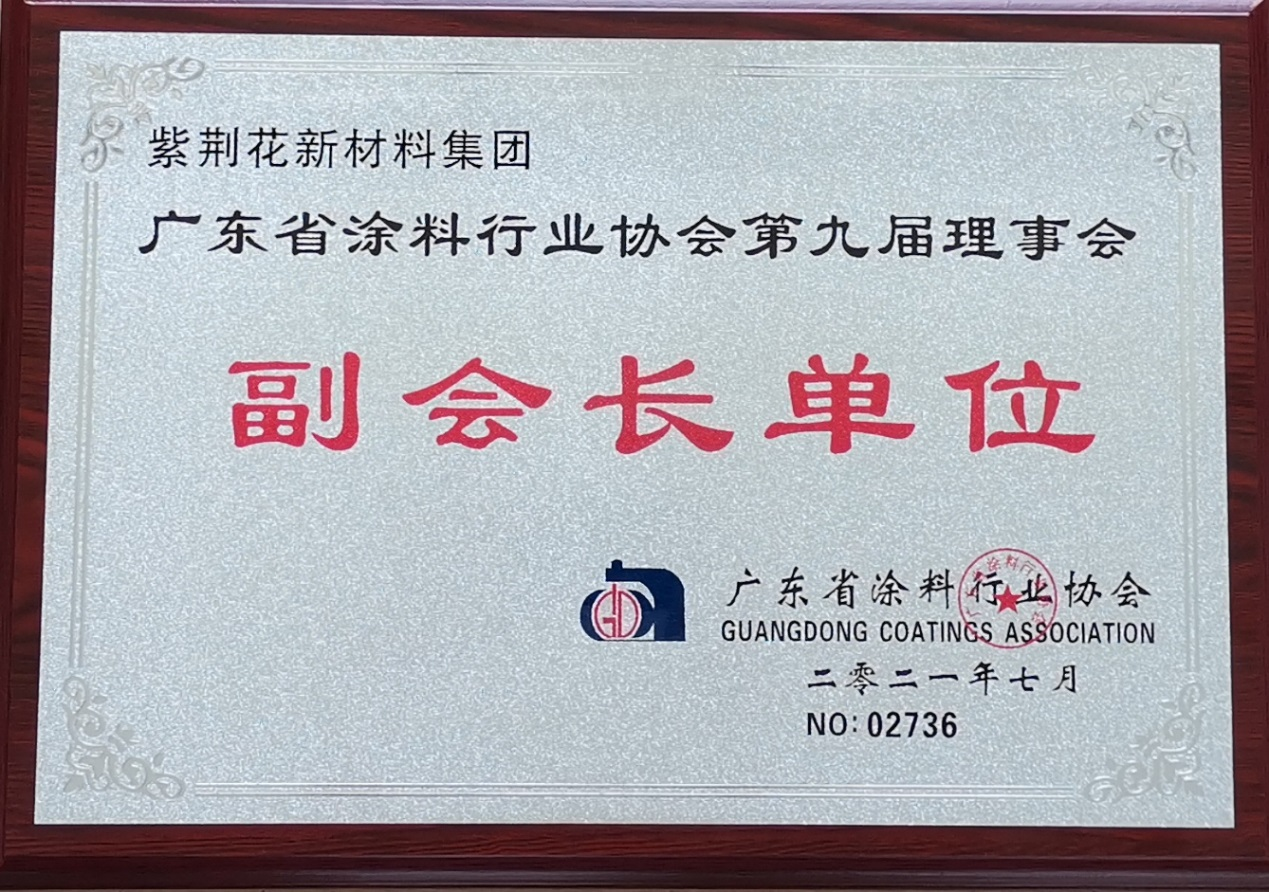 紫荆花新材料集团
广东省涂料行业协会第九届理事会
副会长单位
广东省涂料行业协会
GUANGDONG COATINGS ASSOCIATION
二零二一年七月
NO: 02736